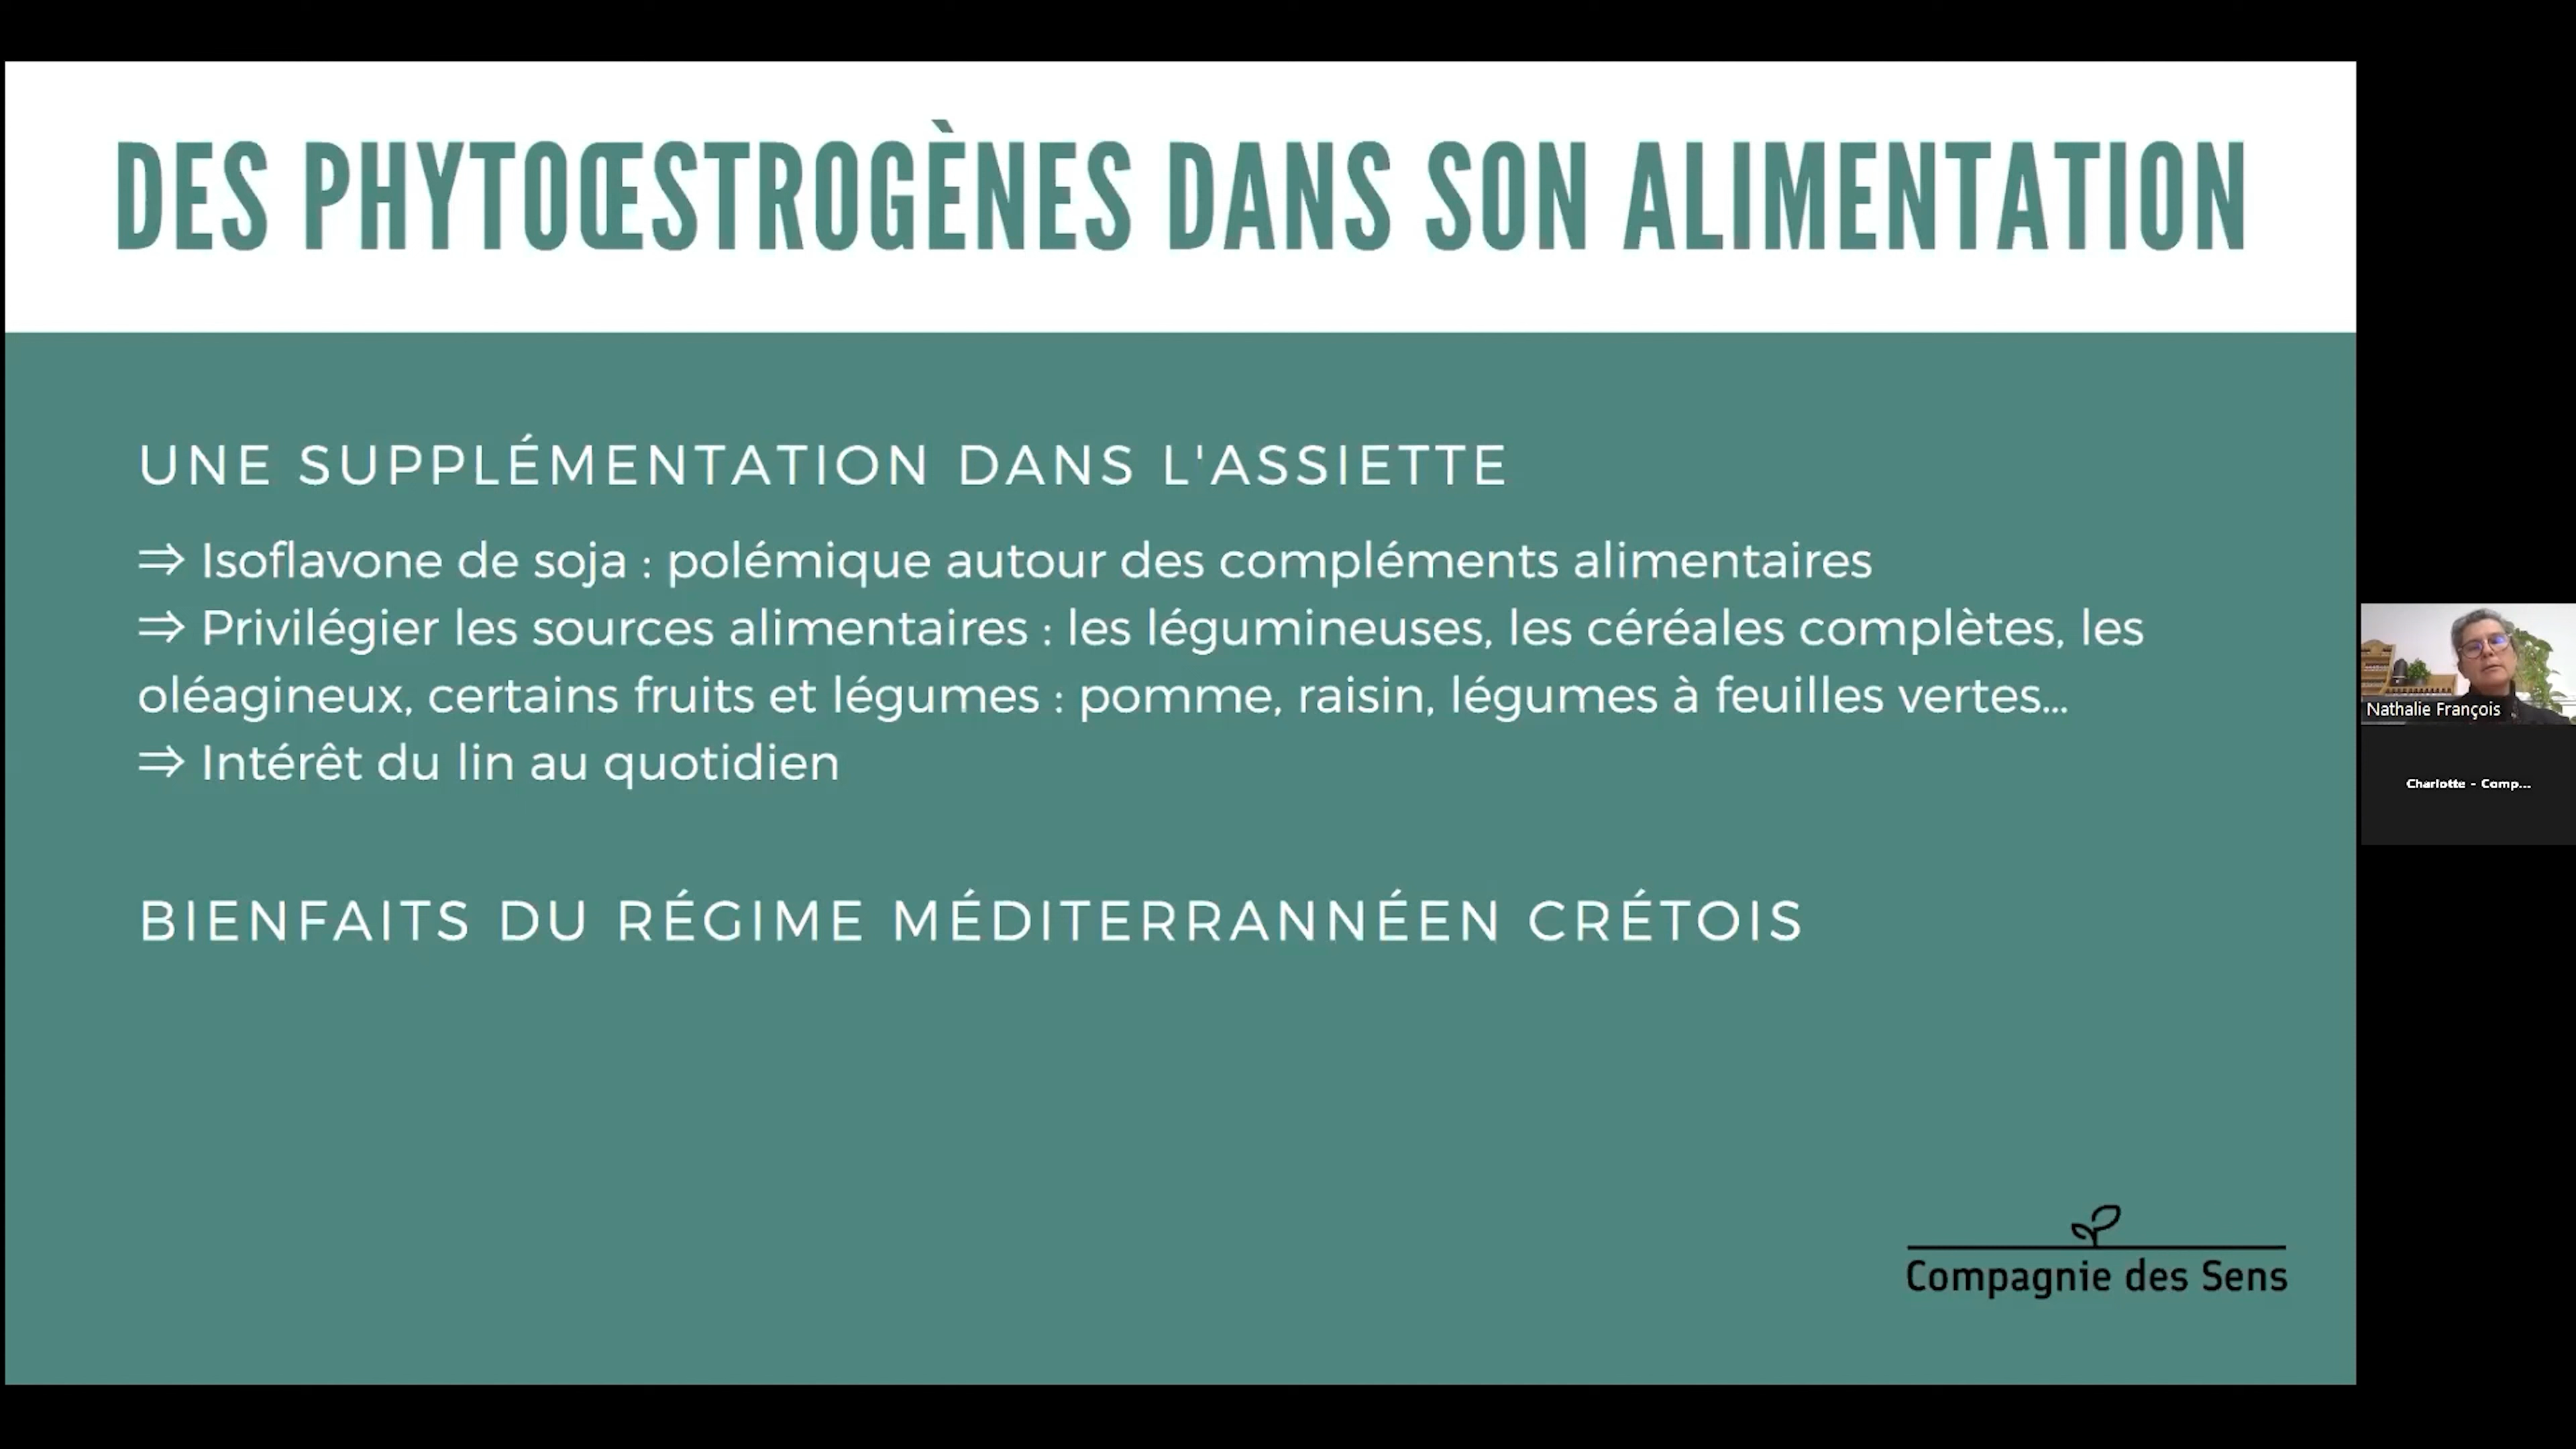 DES PHYTOŒSTROGÈNES DANS SON ALIMENTATION
UNE SUPPLÉMENTATION DANS L'ASSIETTE
⇒ Isoflavone de soja : polémique autour des compléments alimentaires
⇒ Privilégier les sources alimentaires : les légumineuses, les céréales complètes, les
oléagineux, certains fruits et légumes : pomme, raisin, légumes à feuilles vertes...
⇒ Intérêt du lin au quotidien
BIENFAITS DU RÉGIME MÉDITERRANNÉEN CRÉTOIS
Compagnie des Sens
Nathalie François
Charlotte - Comp...